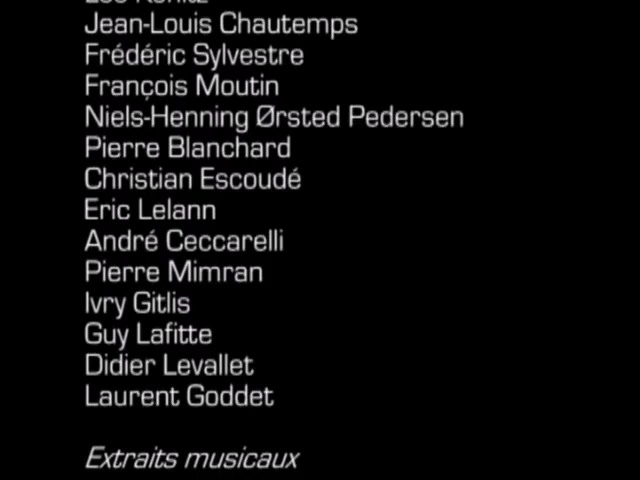 Jean-Louis Chautemps
Frédéric Sylvestre
François Moutin
Niels-Henning Ørsted Pedersen
Pierre Blanchard
Christian Escoudé
Eric Lelann
André Ceccarelli
Pierre Mimran
Ivry Gitlis
Guy Lafitte
Didier Levallet
Laurent Goddet
Extraits musicaux